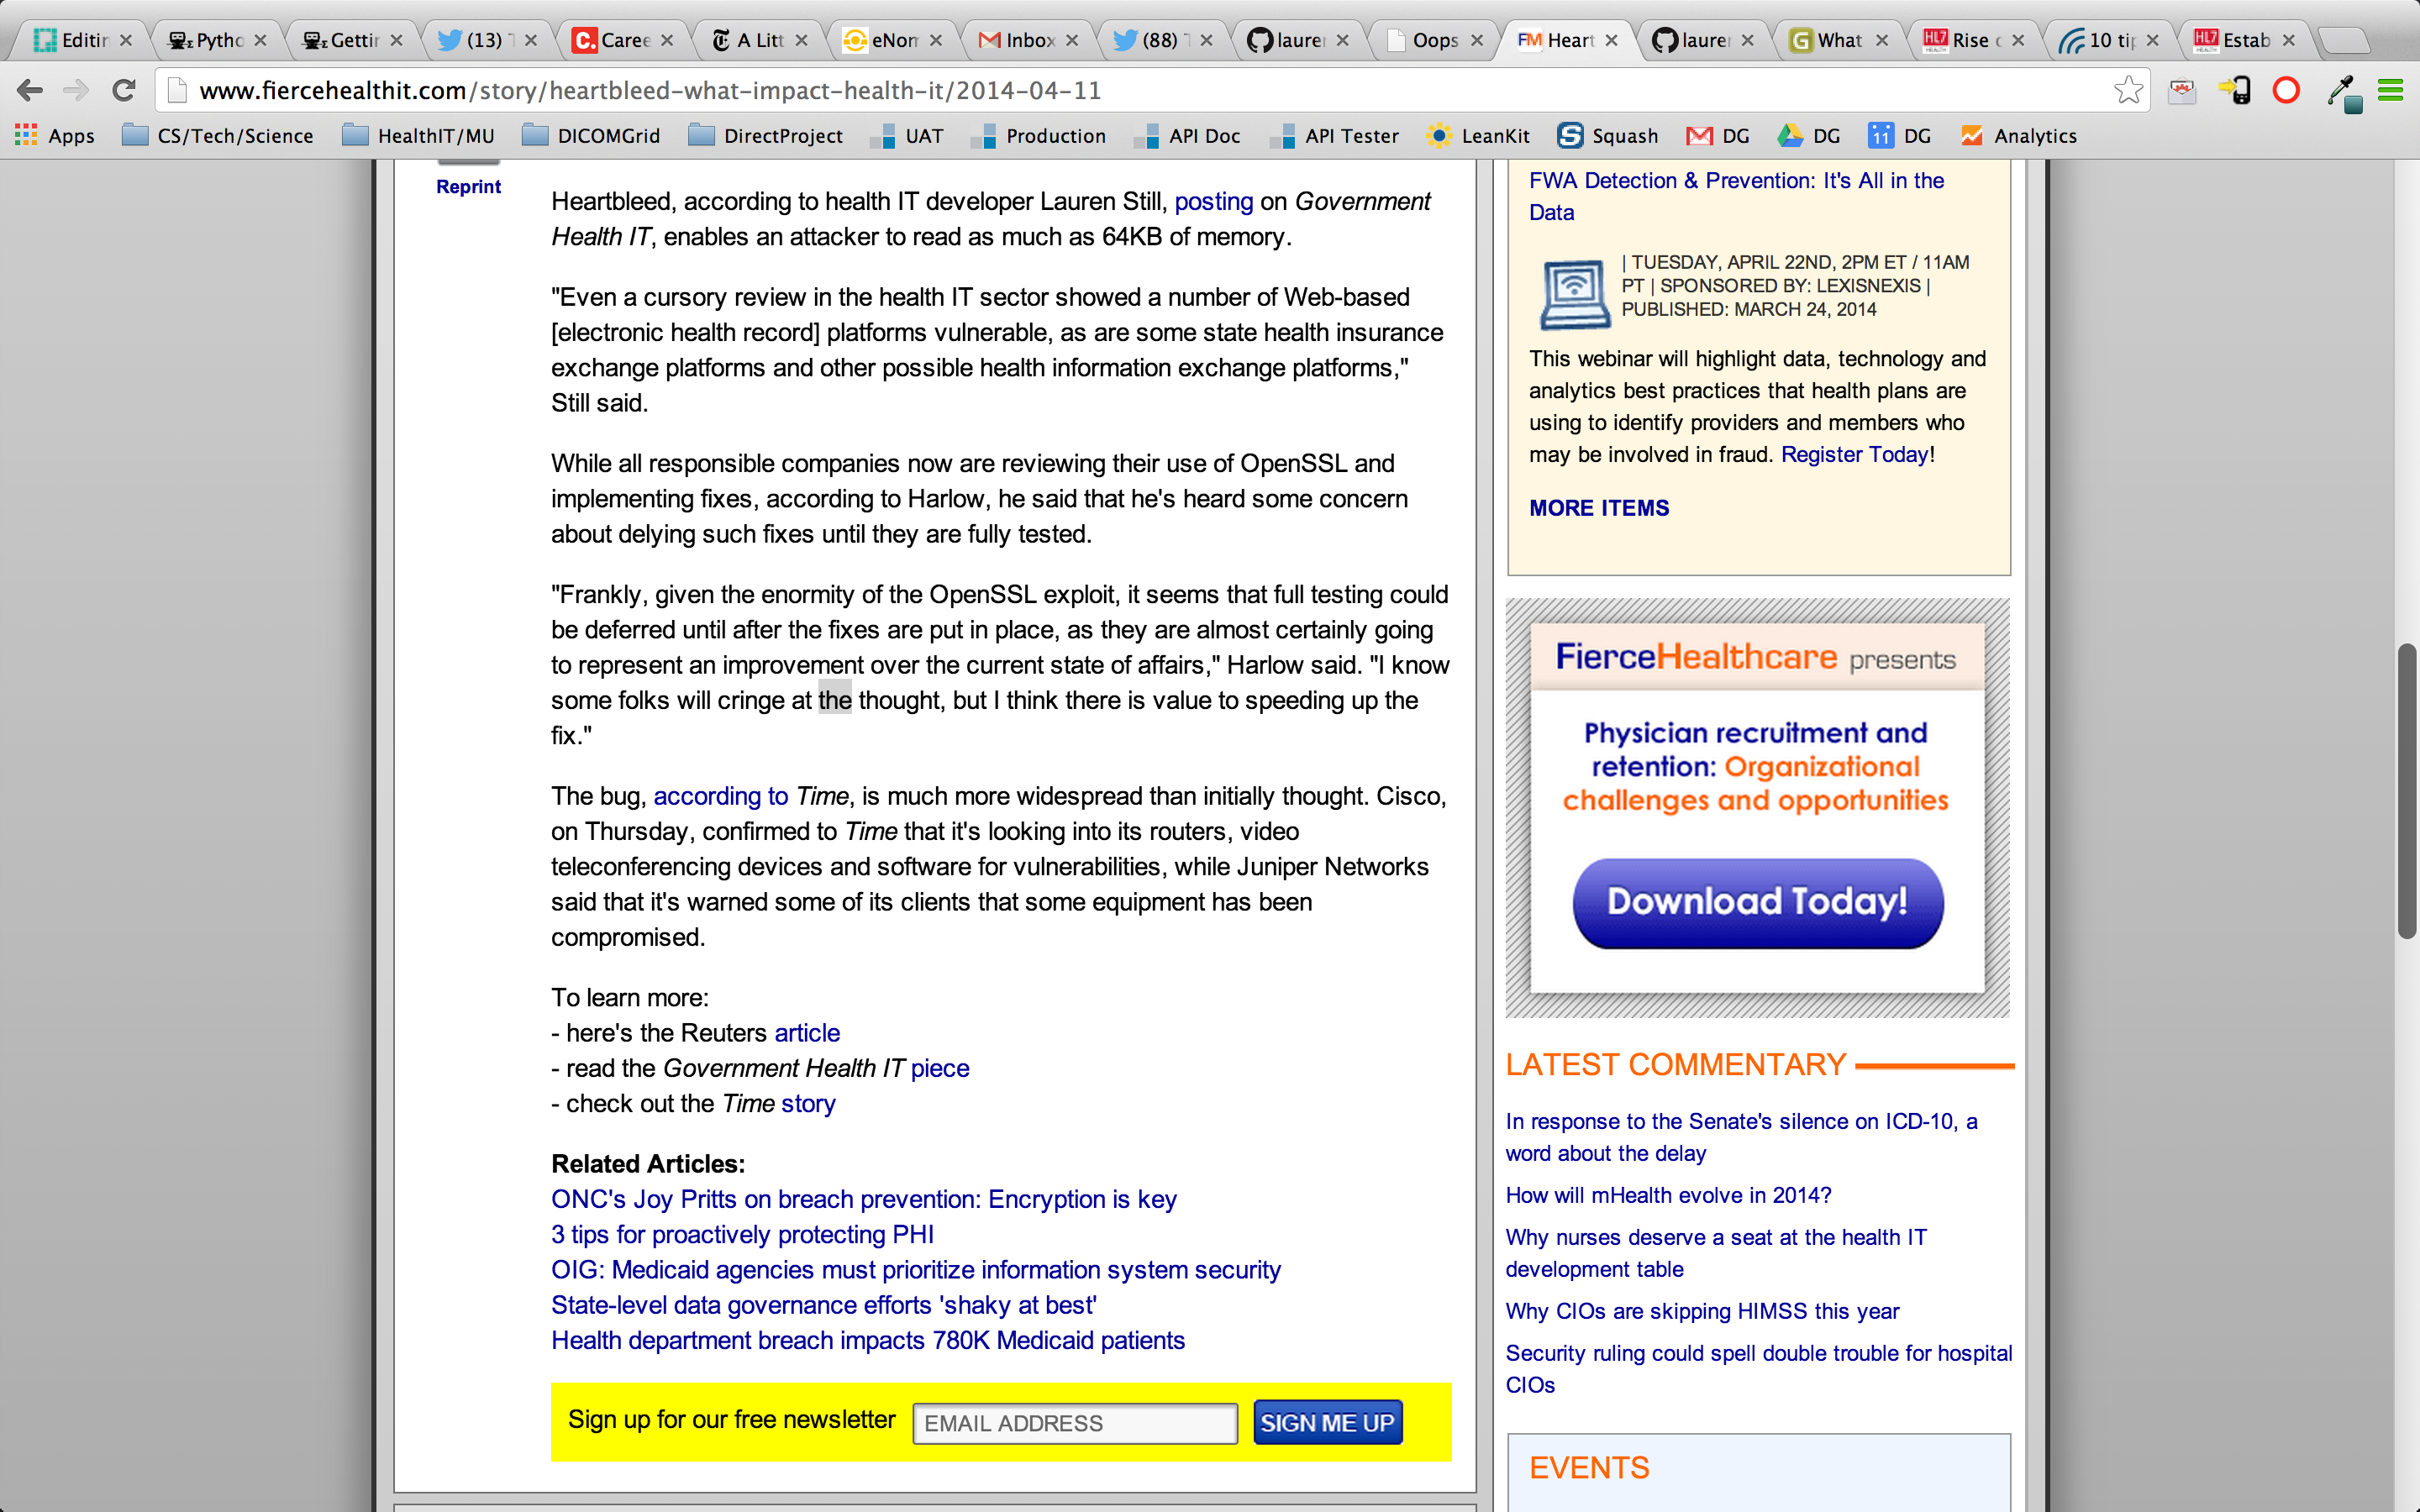 Editin
Pytho
Gettin
(13) T
Caree
A Litt
eNom
Inbox
(88) T
lauren
Oops
FM Heart
lauren
What
Rise o
10 tip
Estab
www.fiercehealthit.com/story/heartbleed-what-impact-health-it/2014-04-11
Apps
CS/Tech/Science
HealthIT/MU
DICOMGrid
DirectProject
UAT
Production
API Doc
API Tester
LeanKit
Squash
DG
DG
11 DG
Analytics
Reprint
Heartbleed, according to health IT developer Lauren Still, posting on Government
Health IT, enables an attacker to read as much as 64KB of memory.
"Even a cursory review in the health IT sector showed a number of Web-based
[electronic health record] platforms vulnerable, as are some state health insurance
exchange platforms and other possible health information exchange platforms,"
Still said.
While all responsible companies now are reviewing their use of OpenSSL and
implementing fixes, according to Harlow, he said that he's heard some concern
about delying such fixes until they are fully tested.
"Frankly, given the enormity of the OpenSSL exploit, it seems that full testing could
be deferred until after the fixes are put in place, as they are almost certainly going
to represent an improvement over the current state of affairs," Harlow said. "I know
some folks will cringe at the thought, but I think there is value to speeding up the
fix."
The bug, according to Time, is much more widespread than initially thought. Cisco,
on Thursday, confirmed to Time that it's looking into its routers, video
teleconferencing devices and software for vulnerabilities, while Juniper Networks
said that it's warned some of its clients that some equipment has been
compromised.
To learn more:
- here's the Reuters article
- read the Government Health IT piece
- check out the Time story
Related Articles:
ONC's Joy Pritts on breach prevention: Encryption is key
3 tips for proactively protecting PHI
OIG: Medicaid agencies must prioritize information system security
State-level data governance efforts 'shaky at best'
Health department breach impacts 780K Medicaid patients
Sign up for our free newsletter
EMAIL ADDRESS
SIGN ME UP
FWA Detection & Prevention: It's All in the
Data
| TUESDAY, APRIL 22ND, 2PM ET / 11AM
PT | SPONSORED BY: LEXISNEXIS |
PUBLISHED: MARCH 24, 2014
This webinar will highlight data, technology and
analytics best practices that health plans are
using to identify providers and members who
may be involved in fraud. Register Today!
MORE ITEMS
FierceHealthcare presents
Physician recruitment and
retention: Organizational
challenges and opportunities
Download Today!
LATEST COMMENTARY
In response to the Senate's silence on ICD-10, a
word about the delay
How will mHealth evolve in 2014?
Why nurses deserve a seat at the health IT
development table
Why CIOs are skipping HIMSS this year
Security ruling could spell double trouble for hospital
CIOs
EVENTS